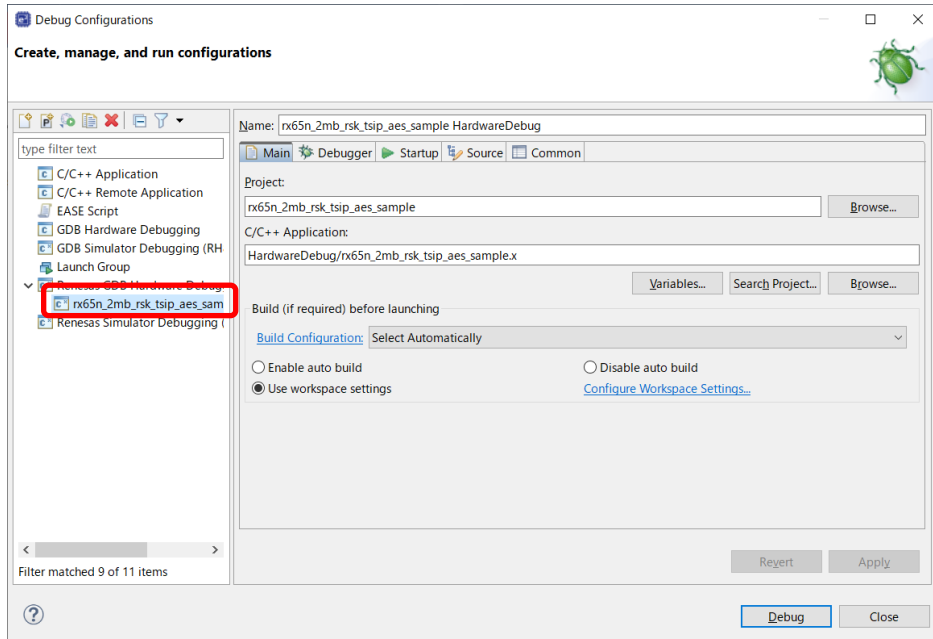 Debug Configurations
Create, manage, and run configurations
type filter text
C/C++ Application
C/C++ Remote Application
EASE Script
GDB Hardware Debugging
GDB Simulator Debugging (RH
Launch Group
Renesas GDB Hardware Debug
rx65n_2mb_rsk_tsip_aes_sam
Renesas Simulator Debugging (
Filter matched 9 of 11 items
Name: rx65n_2mb_rsk_tsip_aes_sample HardwareDebug
Main Debugger Startup Source Common
Project:
rx65n_2mb_rsk_tsip_aes_sample Browse...
C/C++ Application:
HardwareDebug/rx65n_2mb_rsk_tsip_aes_sample.x
Variables... Search Project... Browse...
Build (if required) before launching
Build Configuration: Select Automatically
Enable auto build Disable auto build
Use workspace settings Configure Workspace Settings...
Revert Apply
Debug Close